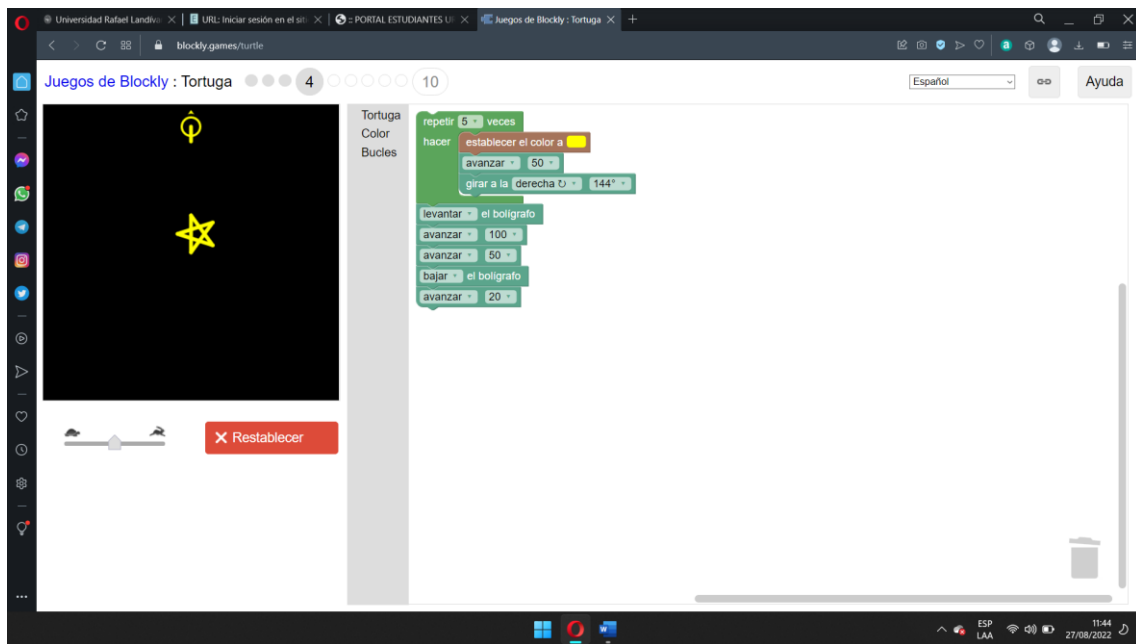 Universidad Rafael Landíva
URL: Iniciar sesión en el siti
:: PORTAL ESTUDIANTES U
Juegos de Blockly : Tortuga
blockly.games/turtle
Juegos de Blockly : Tortuga 4 10
Español
Ayuda
Tortuga
Color
Bucles
repetir 5 veces
hacer establecer el color a
avanzar 50
girar a la derecha ↻ 144°
levantar el bolígrafo
avanzar 100
avanzar 50
bajar el bolígrafo
avanzar 20
Restablecer
ESP
LAA
11:44
27/08/2022